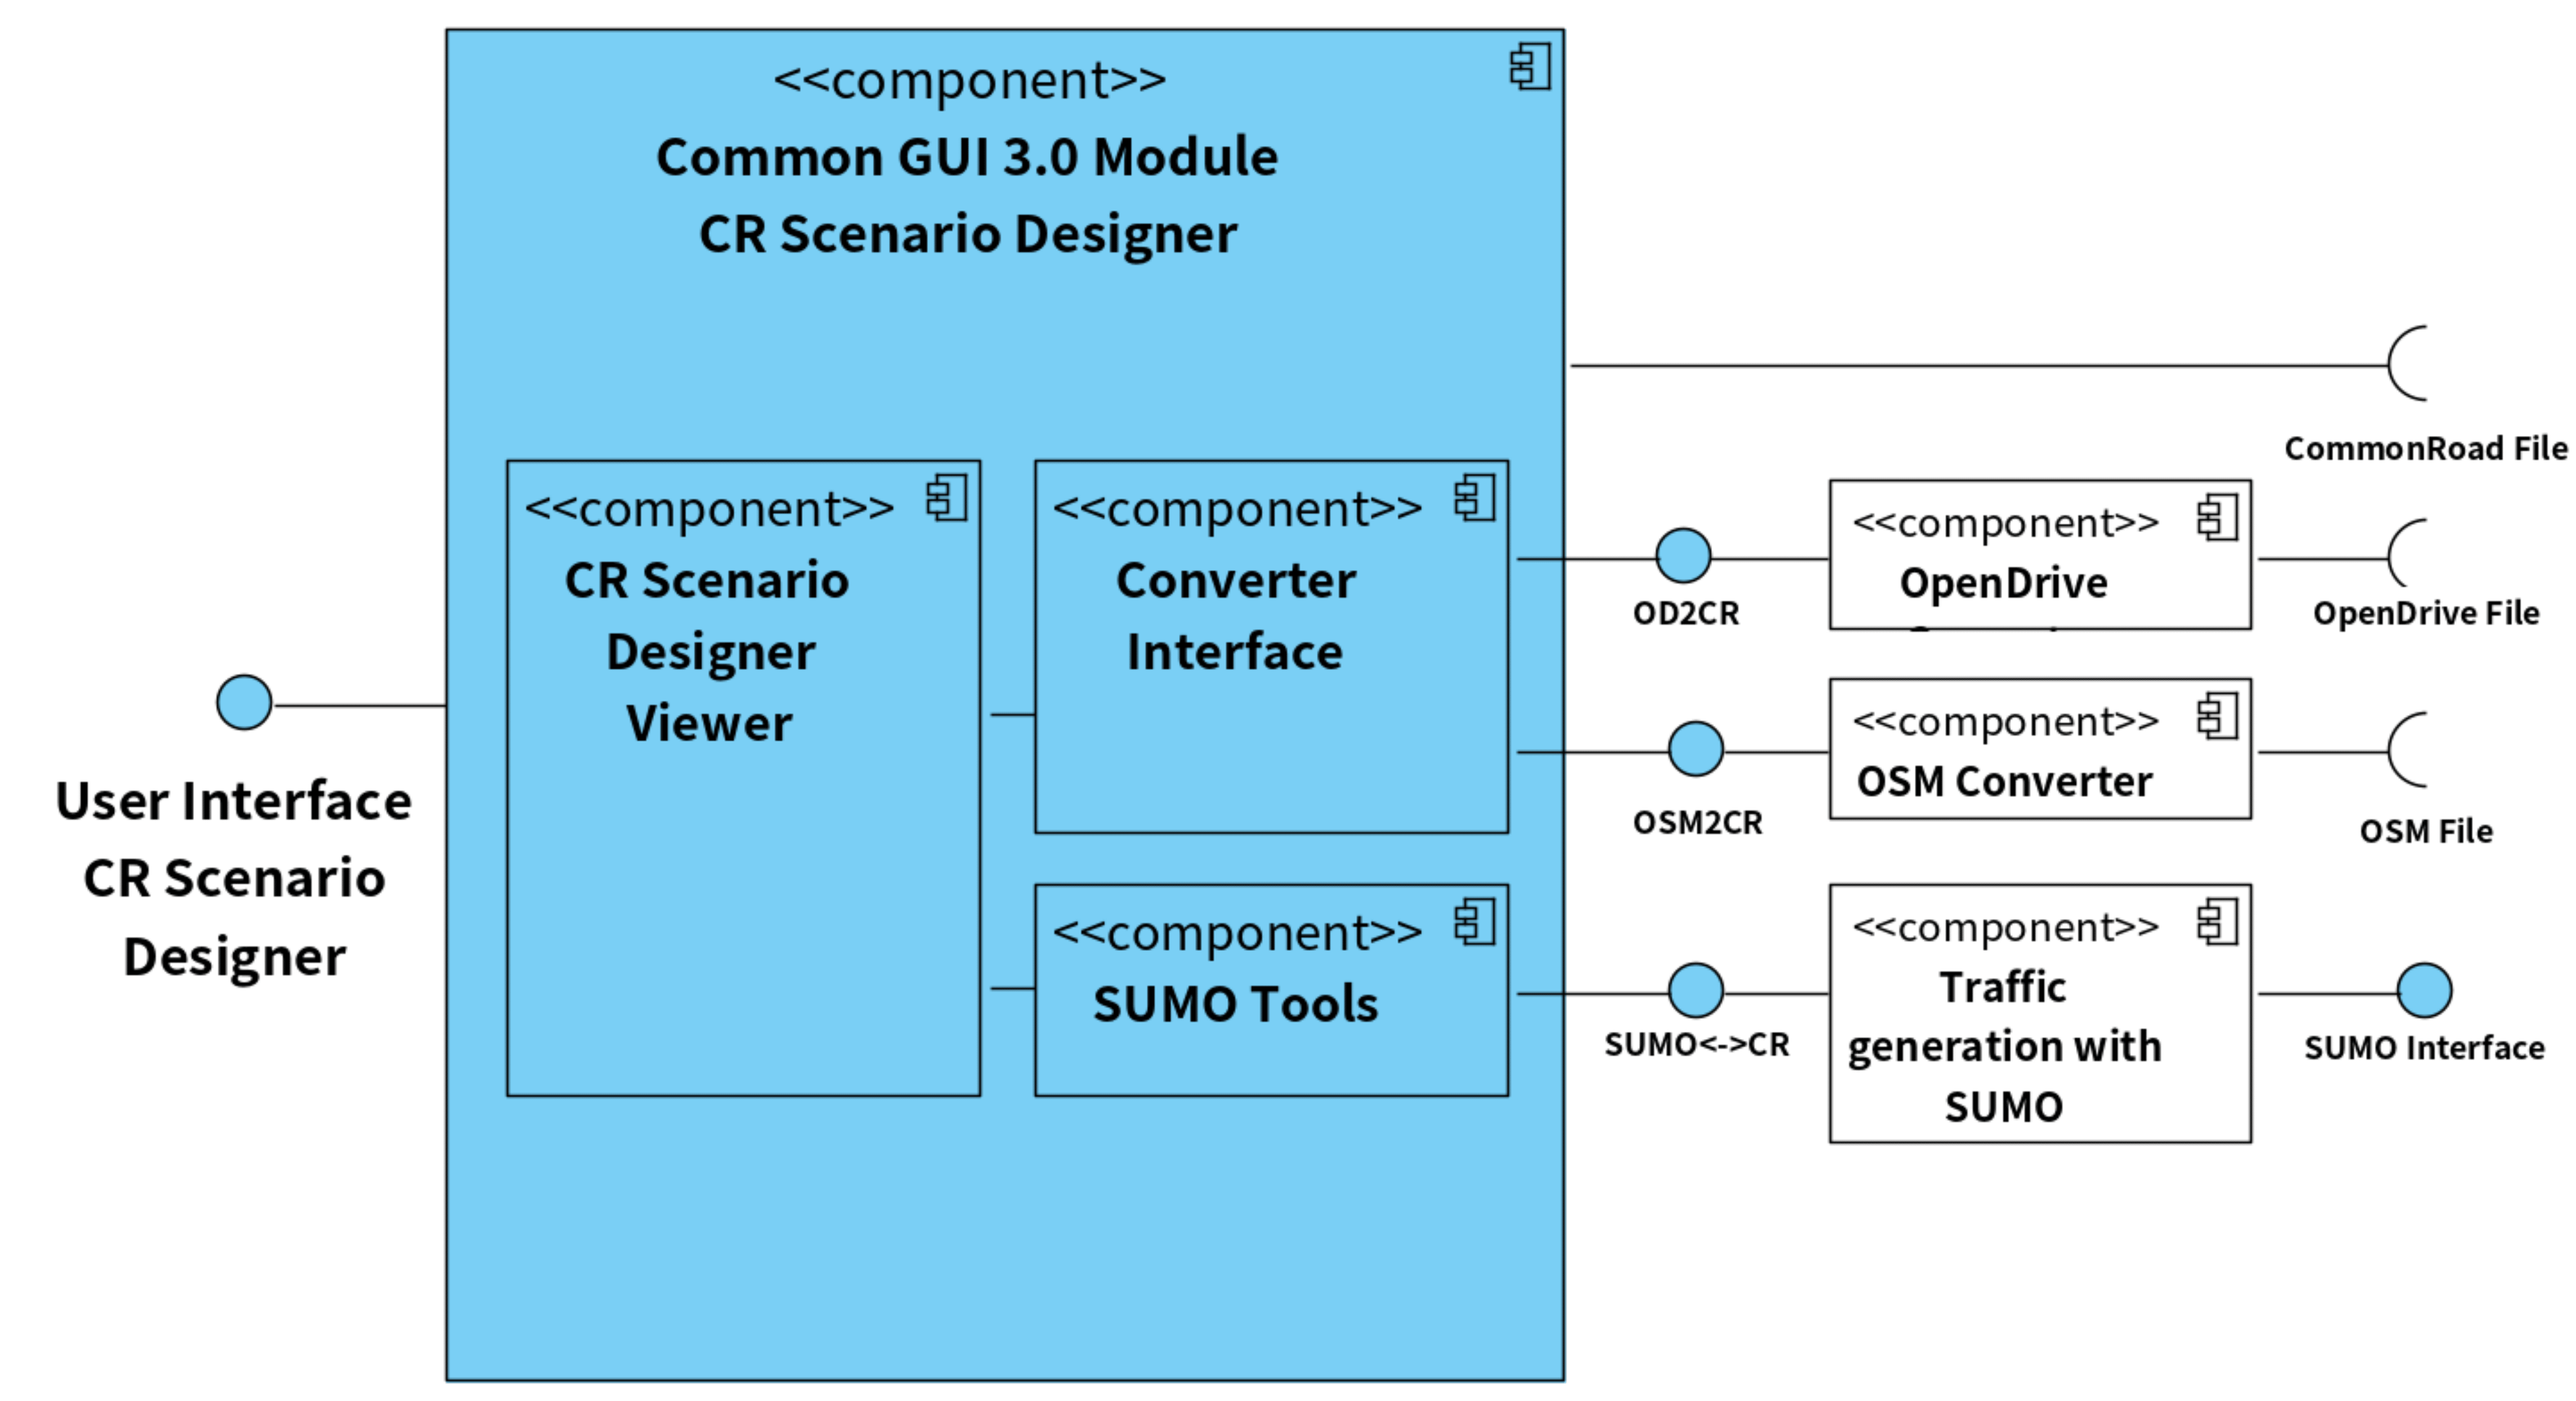 <<component>>
Common GUI 3.0 Module
CR Scenario Designer
CommonRoad File
<<component>>
CR Scenario
Designer
Viewer
<<component>>
Converter
Interface
<<component>>
SUMO Tools
User Interface
CR Scenario
Designer
OD2CR
<<component>>
OpenDrive
OpenDrive File
OSM2CR
<<component>>
OSM Converter
OSM File
SUMO<->CR
<<component>>
Traffic
generation with
SUMO
SUMO Interface